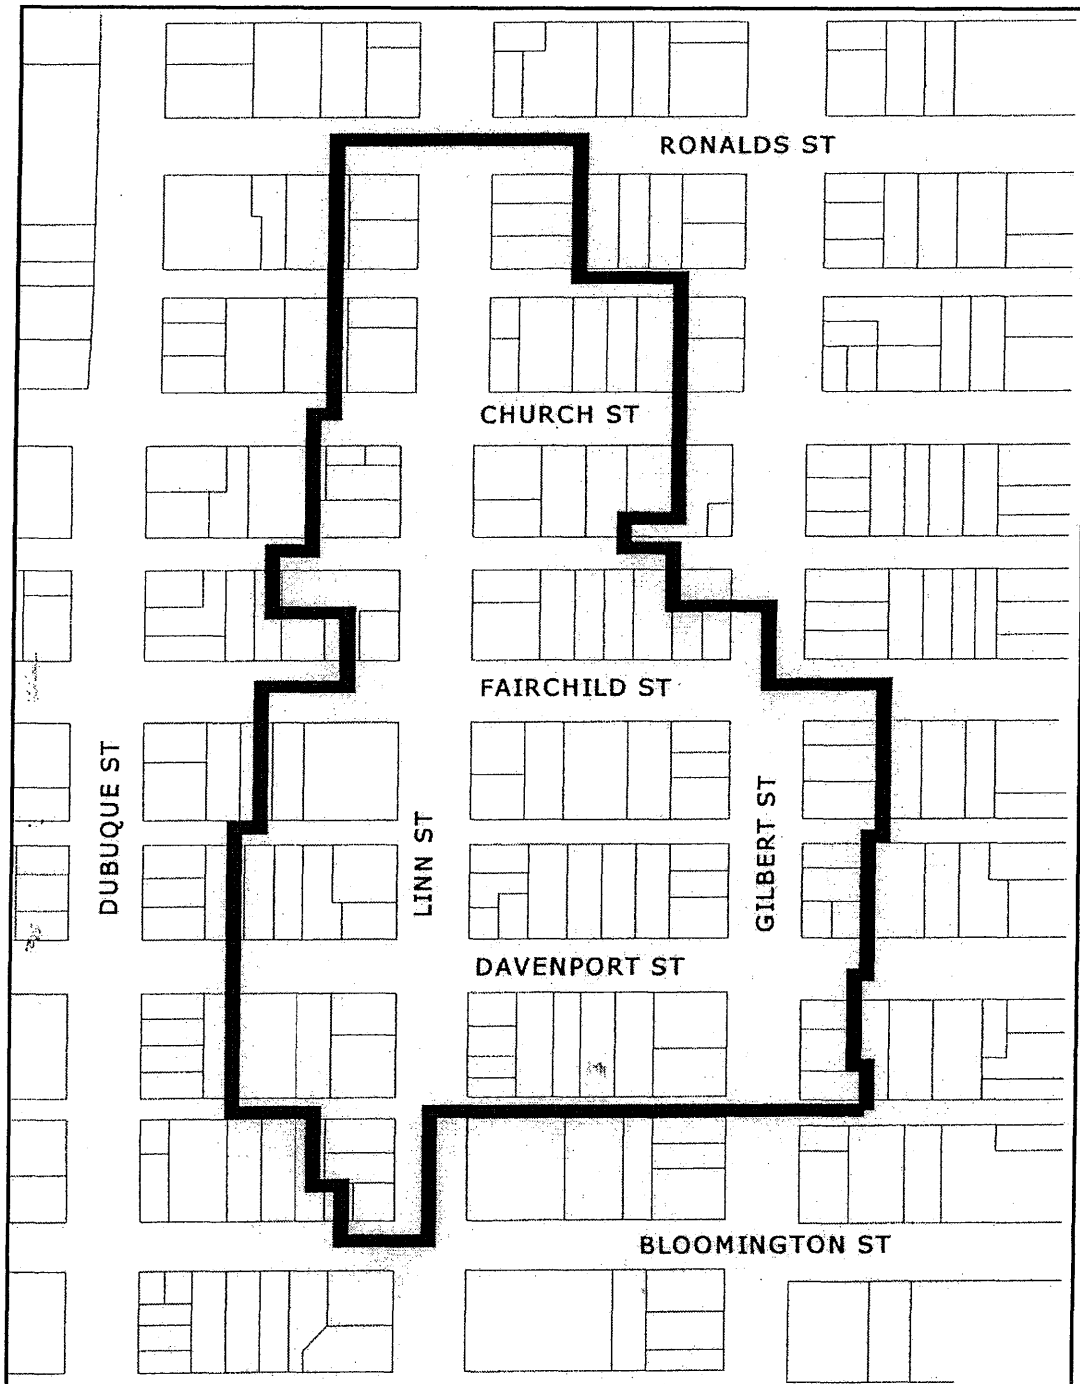 RONALDS ST
CHURCH ST
FAIRCHILD ST
DUBUQUE ST
LINN ST
GILBERT ST
DAVENPORT ST
BLOOMINGTON ST